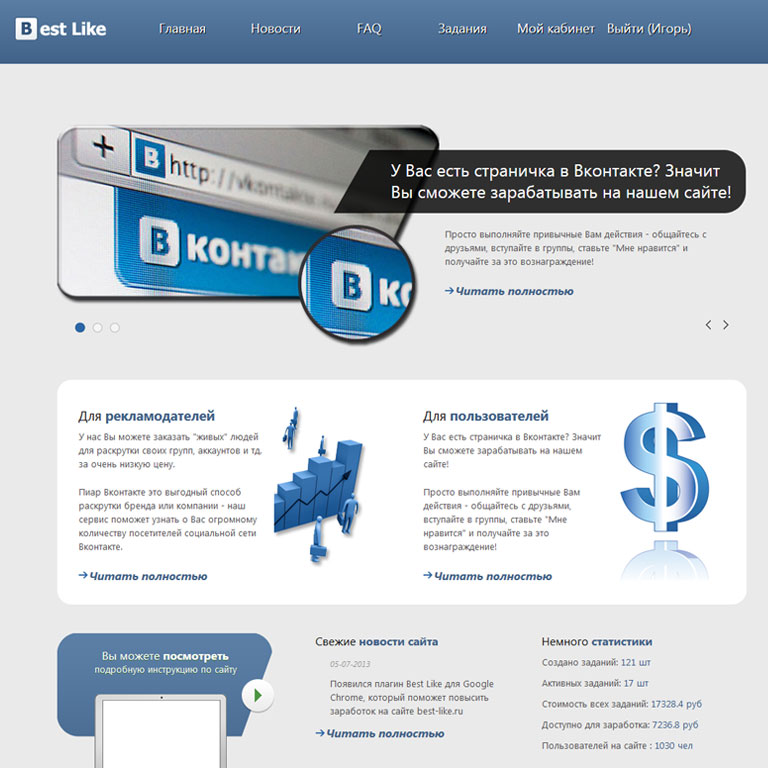 Best Like
Главная Новости FAQ Задания Мой кабинет Выйти (Игорь)
http://vkontakte
В контак
В кс
У Вас есть страничка в Вконтакте? Значит
Вы сможете зарабатывать на нашем сайте!
Просто выполняйте привычные Вам действия - общайтесь с
друзьями, вступайте в группы, ставьте "Мне нравится" и
получайте за это вознаграждение!
Читать полностью
Для рекламодателей
У нас Вы можете заказать "живых" людей
для раскрутки своих групп, аккаунтов и тд.
за очень низкую цену.
Пиар Вконтакте это выгодный способ
раскрутки бренда или компании - наш
сервис поможет узнать о Вас огромному
количеству посетителей социальной сети
Вконтакте.
Читать полностью
Для пользователей
У Вас есть страничка в Вконтакте? Значит
Вы сможете зарабатывать на нашем
сайте!
Просто выполняйте привычные Вам
действия - общайтесь с друзьями,
вступайте в группы, ставьте "Мне
нравится" и получайте за это
вознаграждение!
Читать полностью
Вы можете посмотреть
подробную инструкцию по сайту
Свежие новости сайта
05-07-2013
Появился плагин Best Like для Google
Chrome, который поможет повысить
заработок на сайте best-like.ru
Читать полностью
Немного статистики
Создано заданий: 121 шт
Активных заданий: 17 шт
Стоимость всех заданий: 17328.4 руб
Доступно для заработка: 7236.8 руб
Пользователей на сайте : 1030 чел